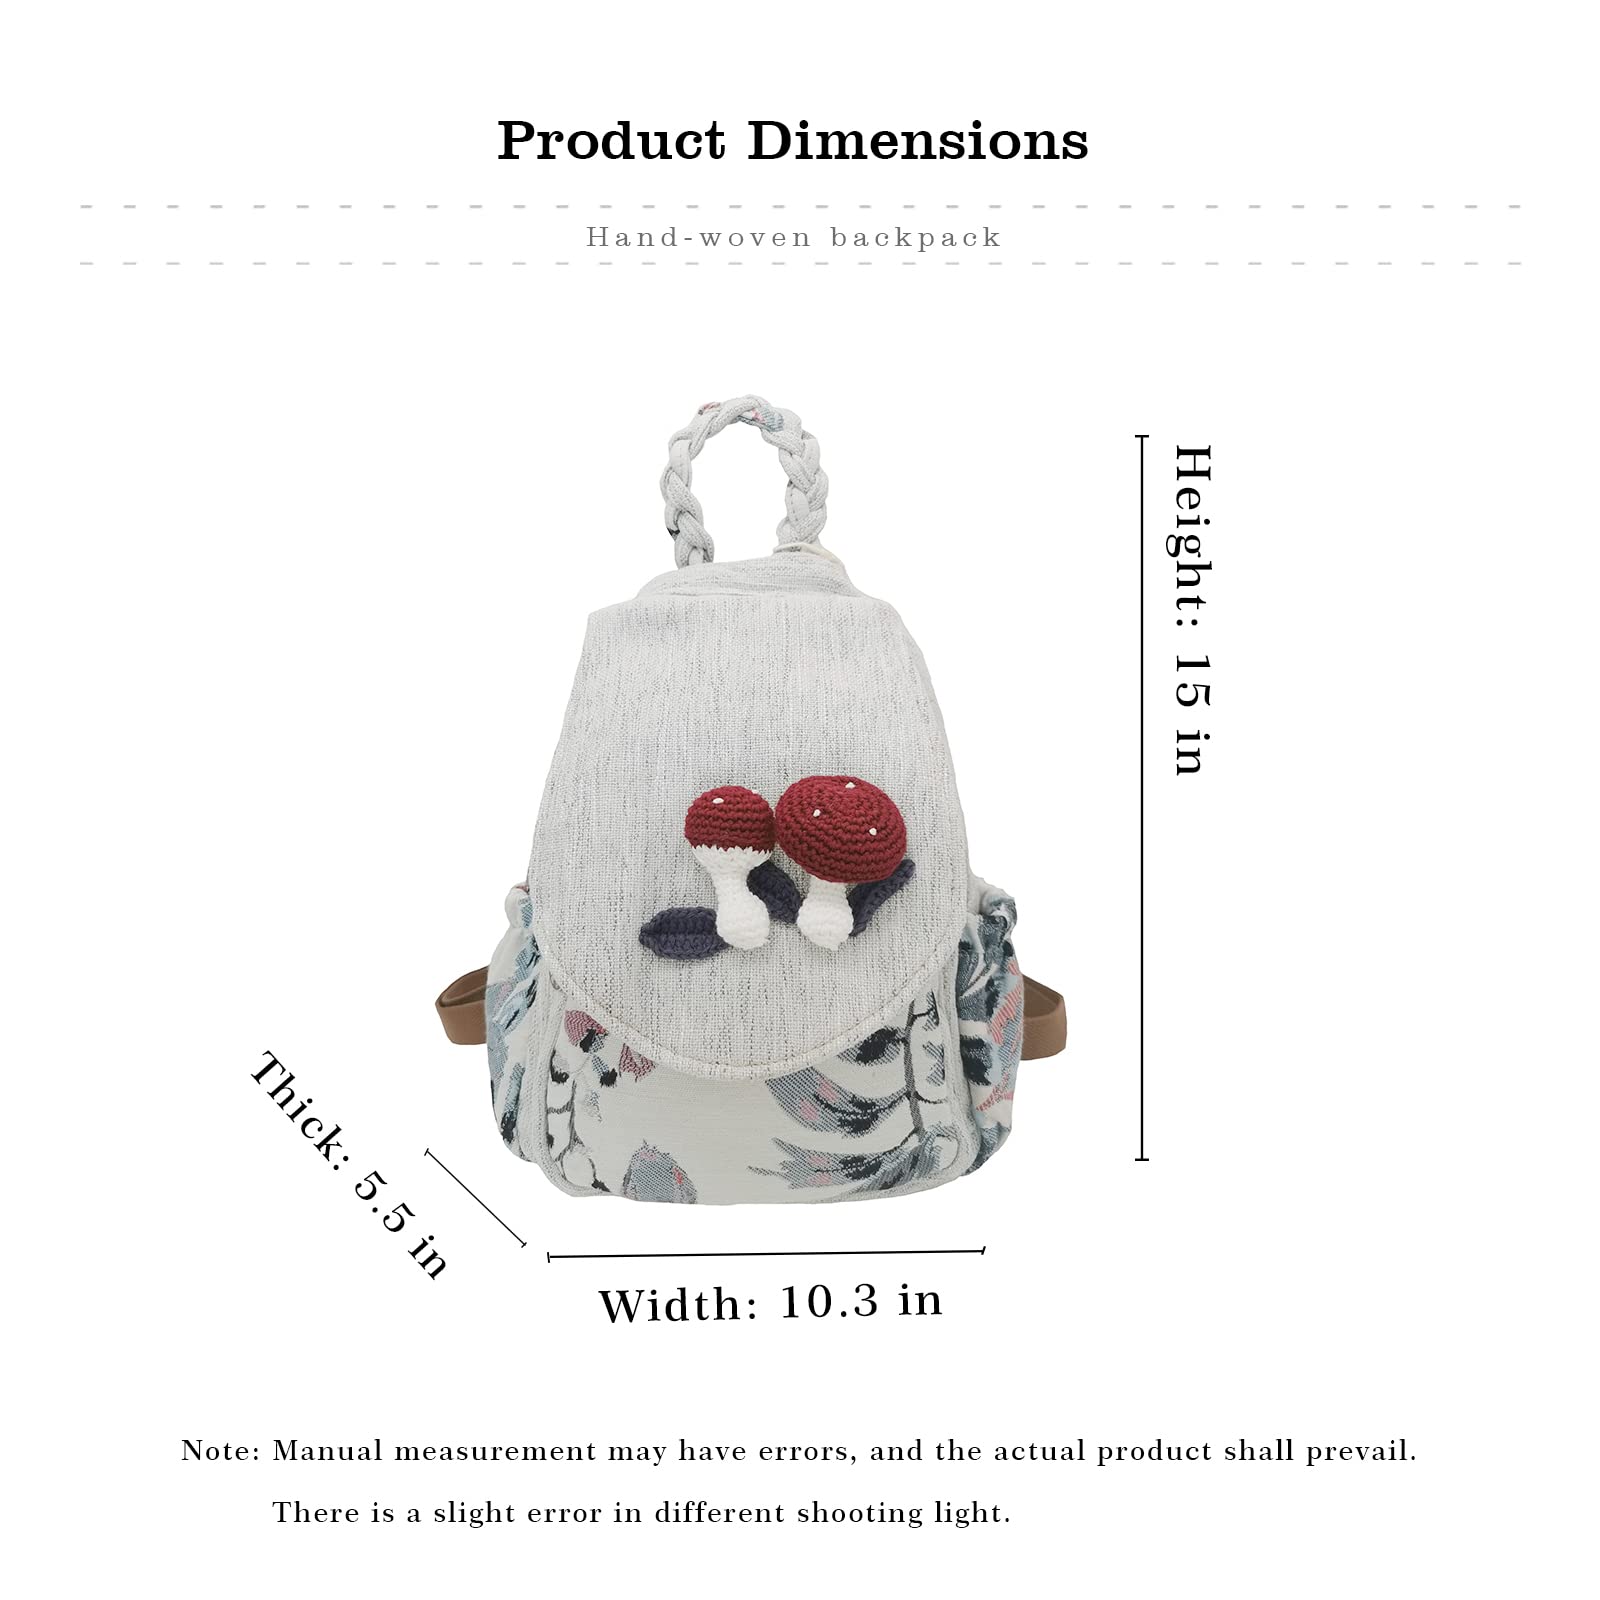 Product Dimensions
Hand-woven backpack
Height: 15 in
Thick: 5.5 in
Width: 10.3 in
Note: Manual measurement may have errors, and the actual product shall prevail.
There is a slight error in different shooting light.